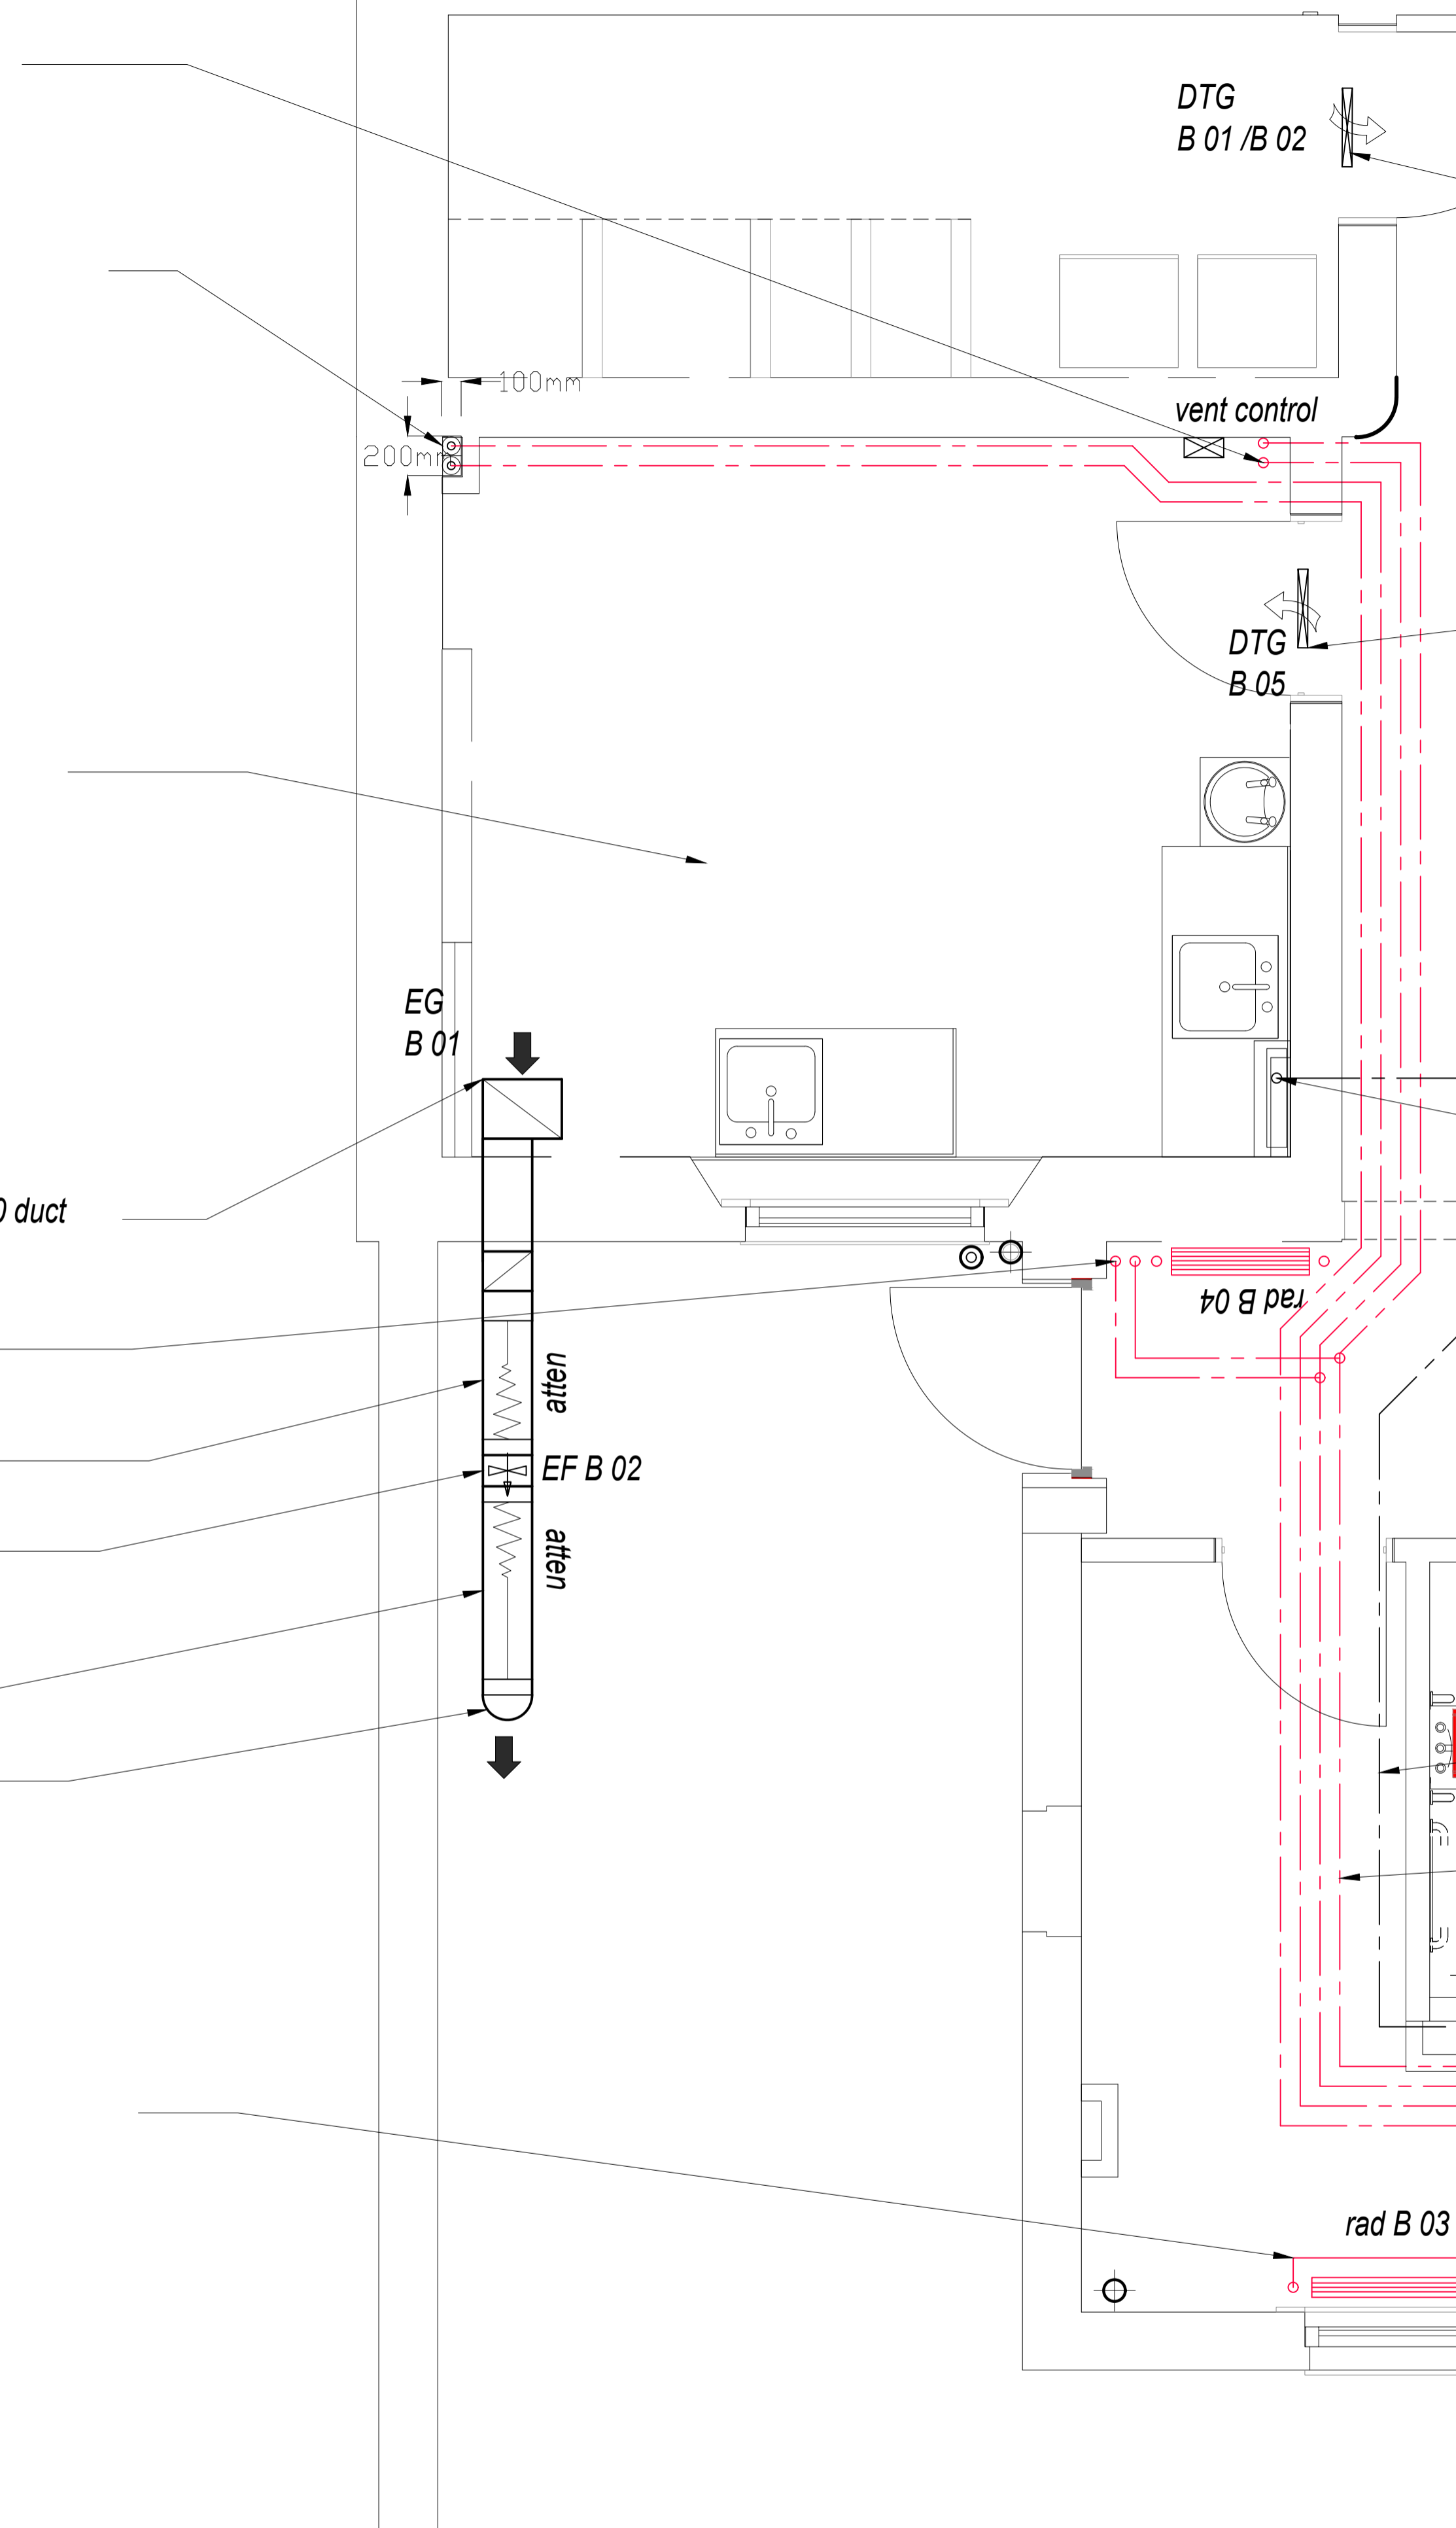 DTG
B 01 /B 02
100mm
vent control
200mm
DTG
B 05
EG
B 01
duct
rad B 04
atten
EF B 02
atten
rad B 03